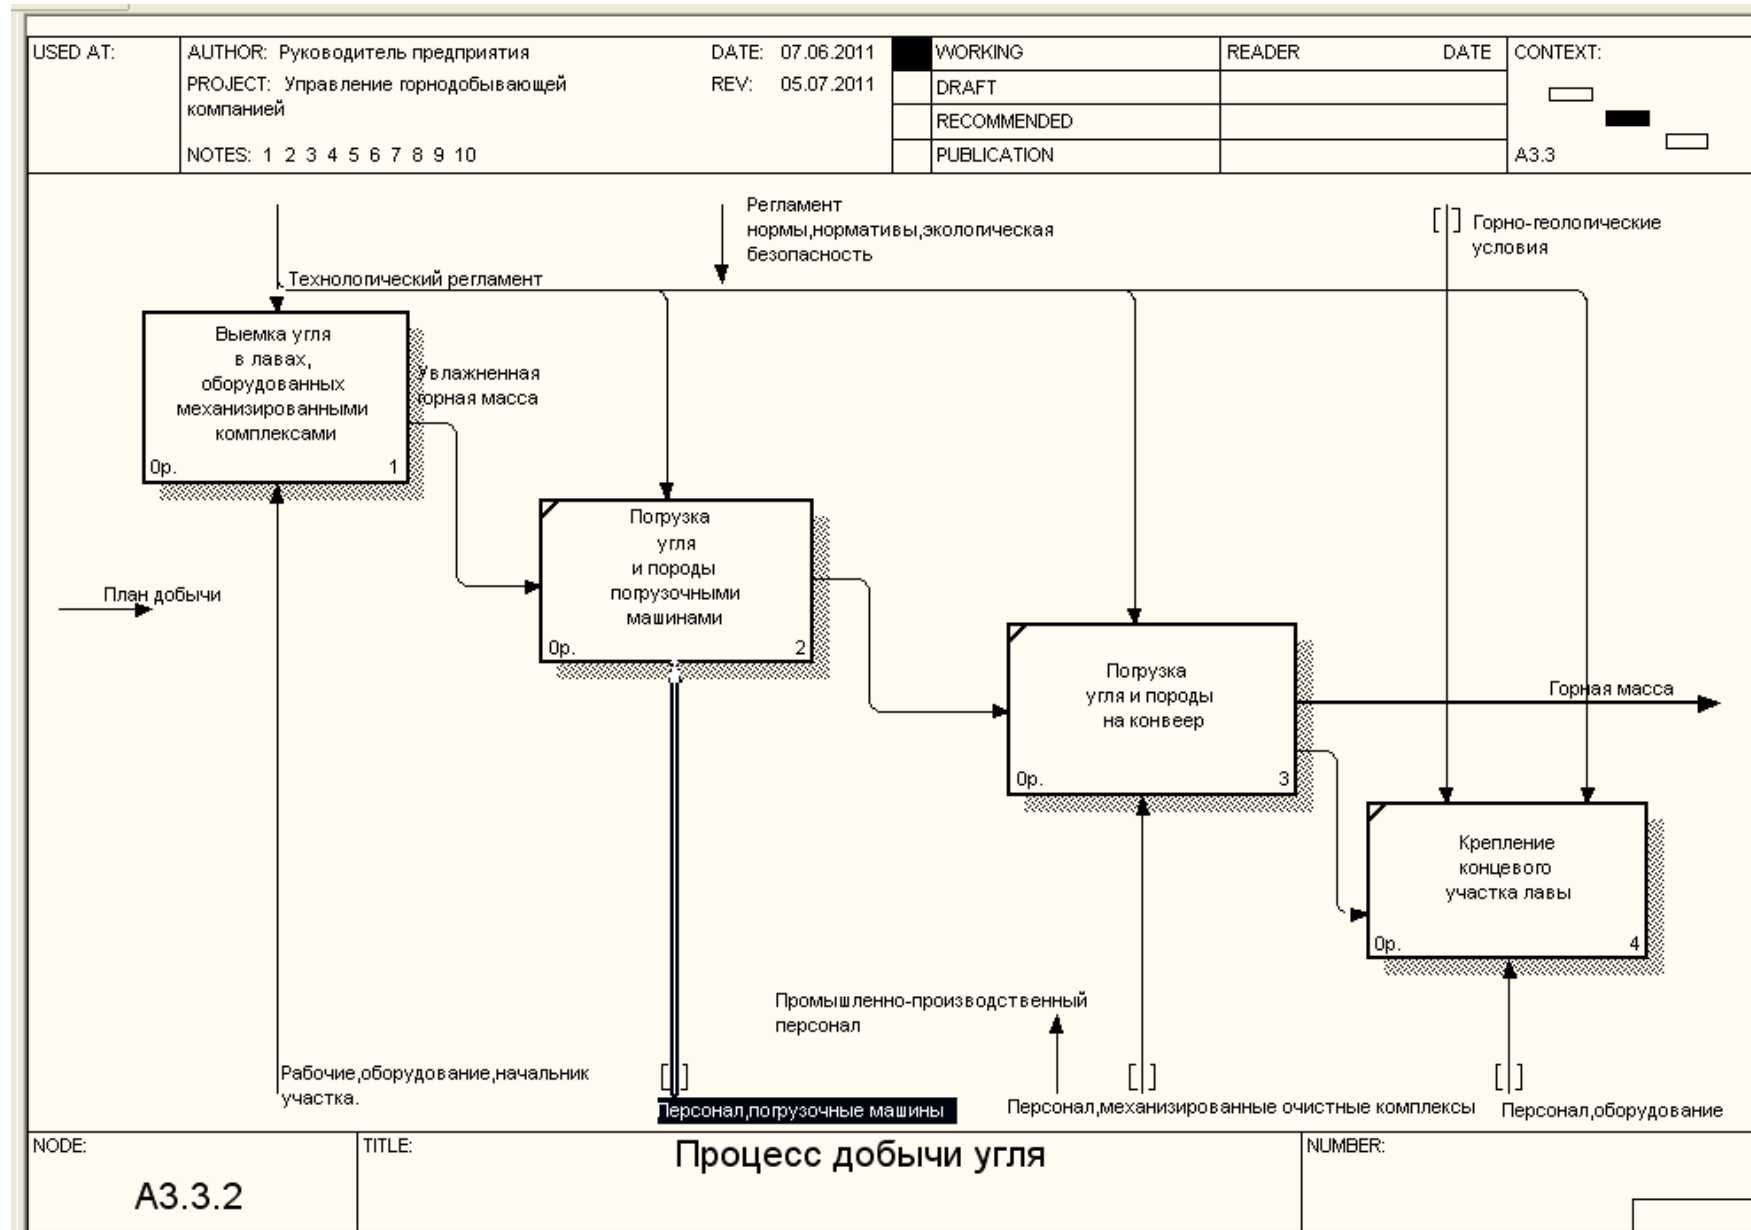 USED AT:
AUTHOR: Руководитель предприятия
DATE: 07.06.2011
PROJECT: Управление горнодобывающей
компанией
REV: 05.07.2011
NOTES: 1 2 3 4 5 6 7 8 9 10
WORKING
DRAFT
RECOMMENDED
PUBLICATION
READER DATE
CONTEXT:
A3.3
Регламент
нормы,нормативы,экологическая
безопасность
Горно-геологические
условия
Технологический регламент
Выемка угля
в лавах,
оборудованных
механизированными
комплексами
0р. 1
Увлажненная
горная масса
Погрузка
угля
и породы
погрузочными
машинами
0р. 2
План добычи
Погрузка
угля и породы
на конвеер
0р. 3
Горная масса
Крепление
концевого
участка лавы
0р. 4
Промышленно-производственный
персонал
Рабочие,оборудование,начальник
участка.
Персонал,погрузочные машины
Персонал,механизированные очистные комплексы
Персонал,оборудование
NODE:
A3.3.2
TITLE:
Процесс добычи угля
NUMBER: